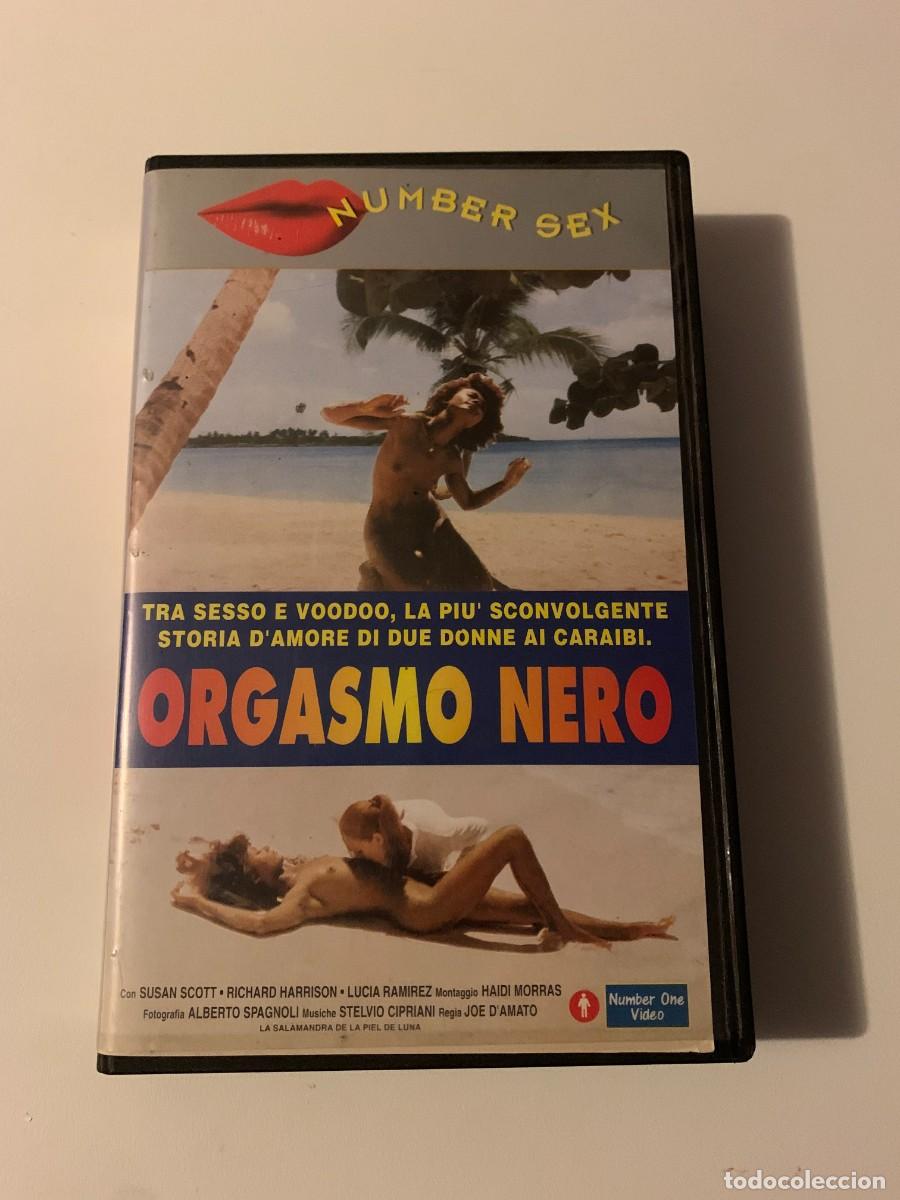 NUMBER SEX
TRA SESSO E VOODOO, LA PIU' SCONVOLGENTE
STORIA D'AMORE DI DUE DONNE AI CARAIBI.
ORGASMO NERO
Con SUSAN SCOTT • RICHARD HARRISON • LUCIA RAMIREZ Montaggio HAIDI MORRAS
Fotografia ALBERTO SPAGNOLI Musiche STELVIO CIPRIANI Regia JOE D'AMATO
LA SALAMANDRA DE LA PIEL DE LUNA
Number One
Video
todocoleccion